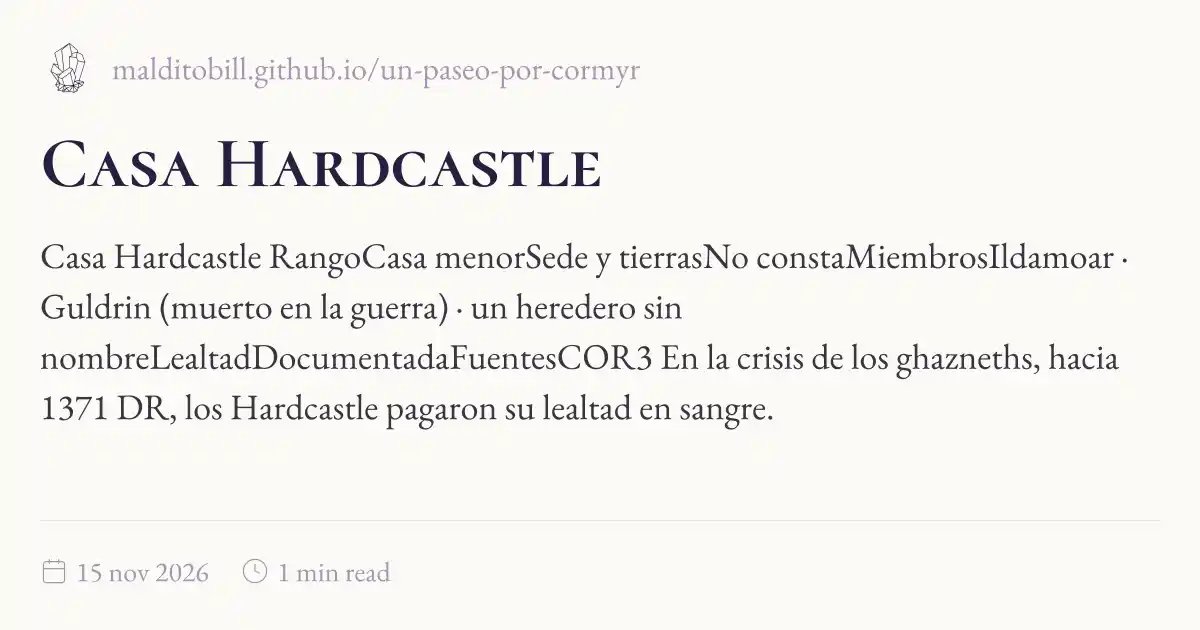 malditobill.github.io/un-paseo-por-cormyr
Casa Hardcastle
Casa Hardcastle RangoCasa menorSede y tierrasNo constaMiembrosIldamoar ·
Guldrin (muerto en la guerra) · un heredero sin
nombreLealtadDocumentadaFuentesCOR3 En la crisis de los ghazneths, hacia
1371 DR, los Hardcastle pagaron su lealtad en sangre.
15 nov 2026 1 min read